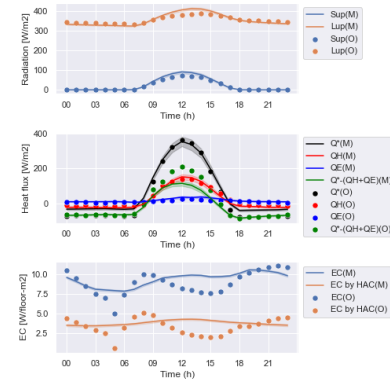 400
300
200
100
0
Radiation [W/m2]
00 03 06 09 12 15 18 21
Time (h)
Sup(M)
Lup(M)
Sup(O)
Lup(O)
400
200
0
Heat flux [W/m2]
00 03 06 09 12 15 18 21
Time (h)
Q*(M)
QH(M)
QE(M)
Q*-(QH+QE)(M)
Q*(O)
QH(O)
QE(O)
Q*-(QH+QE)(O)
10.0
7.5
5.0
2.5
EC [W/floor-m2]
00 03 06 09 12 15 18 21
Time (h)
EC(M)
EC by HAC(M)
EC(O)
EC by HAC(O)